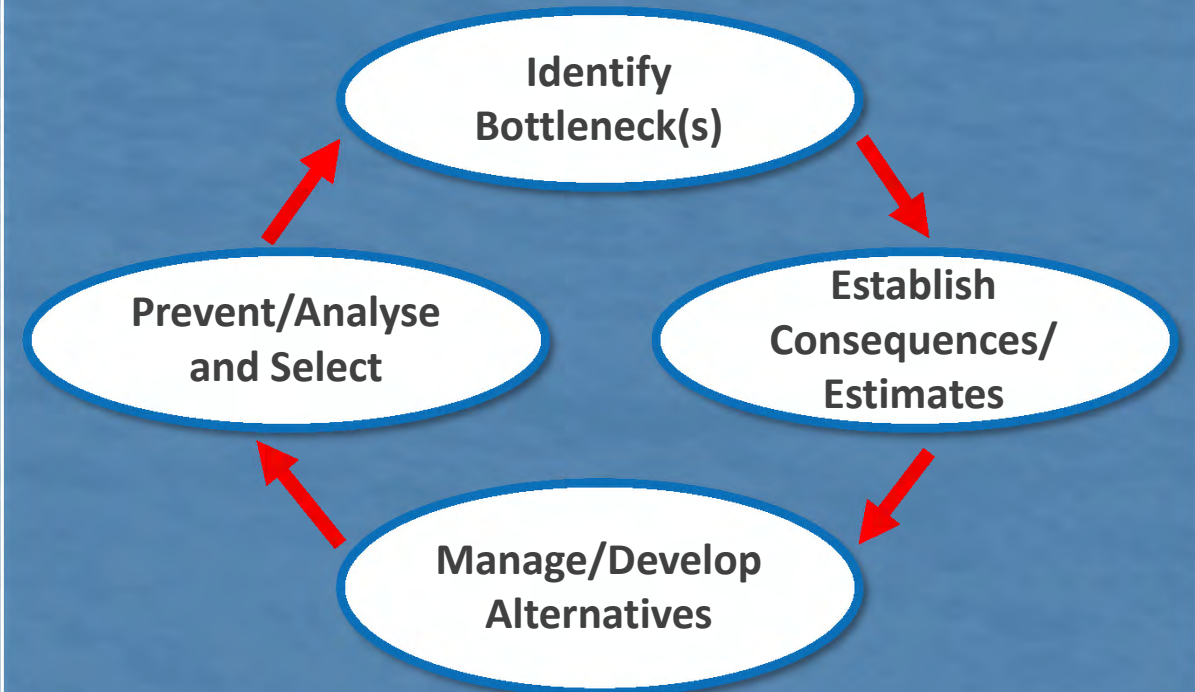 Identify
Bottleneck(s)
Prevent/Analyse
and Select
Establish
Consequences/
Estimates
Manage/Develop
Alternatives